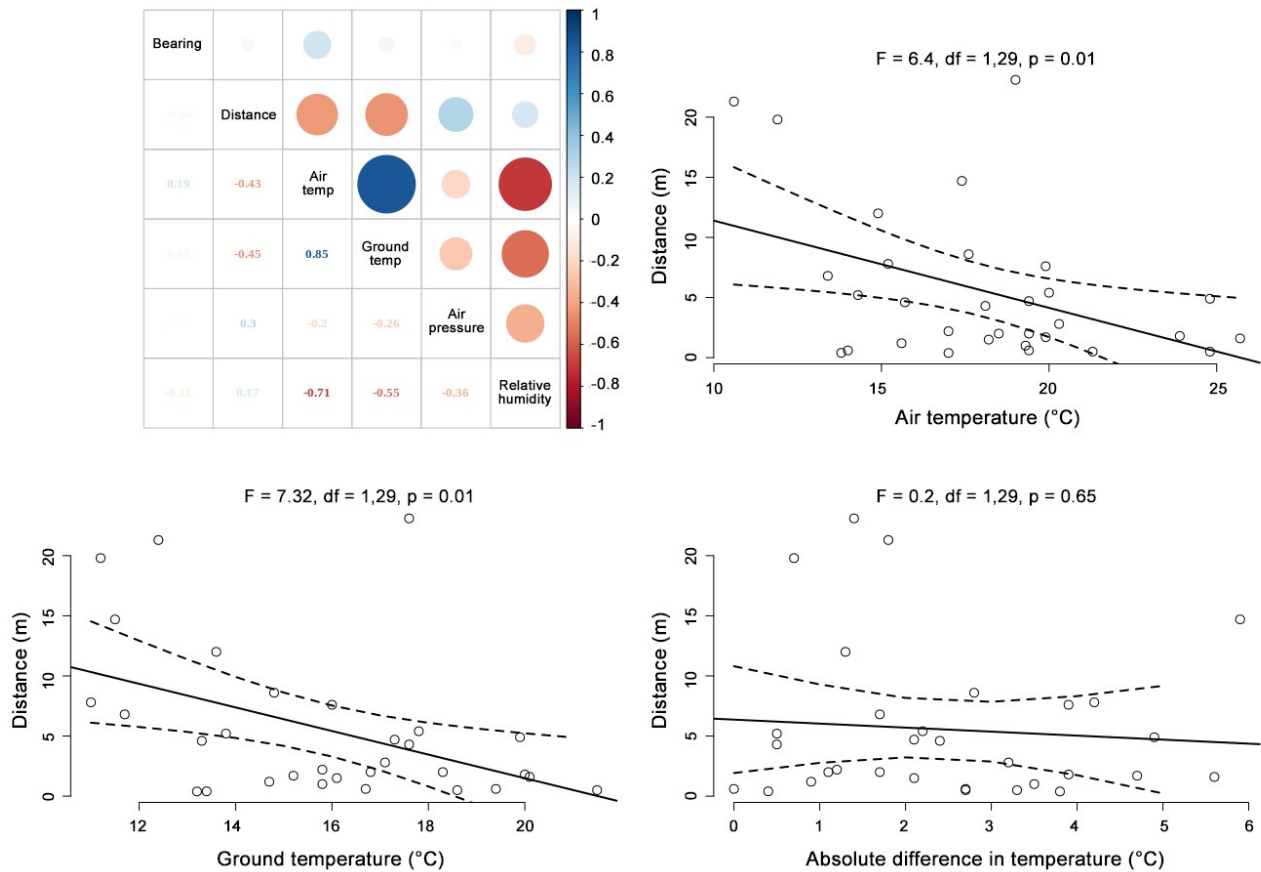 Bearing
Distance
0.19 -0.43 Air temp
-0.45 0.85 Ground temp
0.3 -0.2 -0.26 Air pressure
-0.11 0.17 -0.71 -0.55 -0.36 Relative humidity
1
0.8
0.6
0.4
0.2
0
-0.2
-0.4
-0.6
-0.8
-1
F = 6.4, df = 1,29, p = 0.01
Distance (m)
20
15
10
5
0
10 15 20 25
Air temperature (°C)
F = 7.32, df = 1,29, p = 0.01
Distance (m)
20
15
10
5
0
12 14 16 18 20
Ground temperature (°C)
F = 0.2, df = 1,29, p = 0.65
Distance (m)
20
15
10
5
0
0 1 2 3 4 5 6
Absolute difference in temperature (°C)